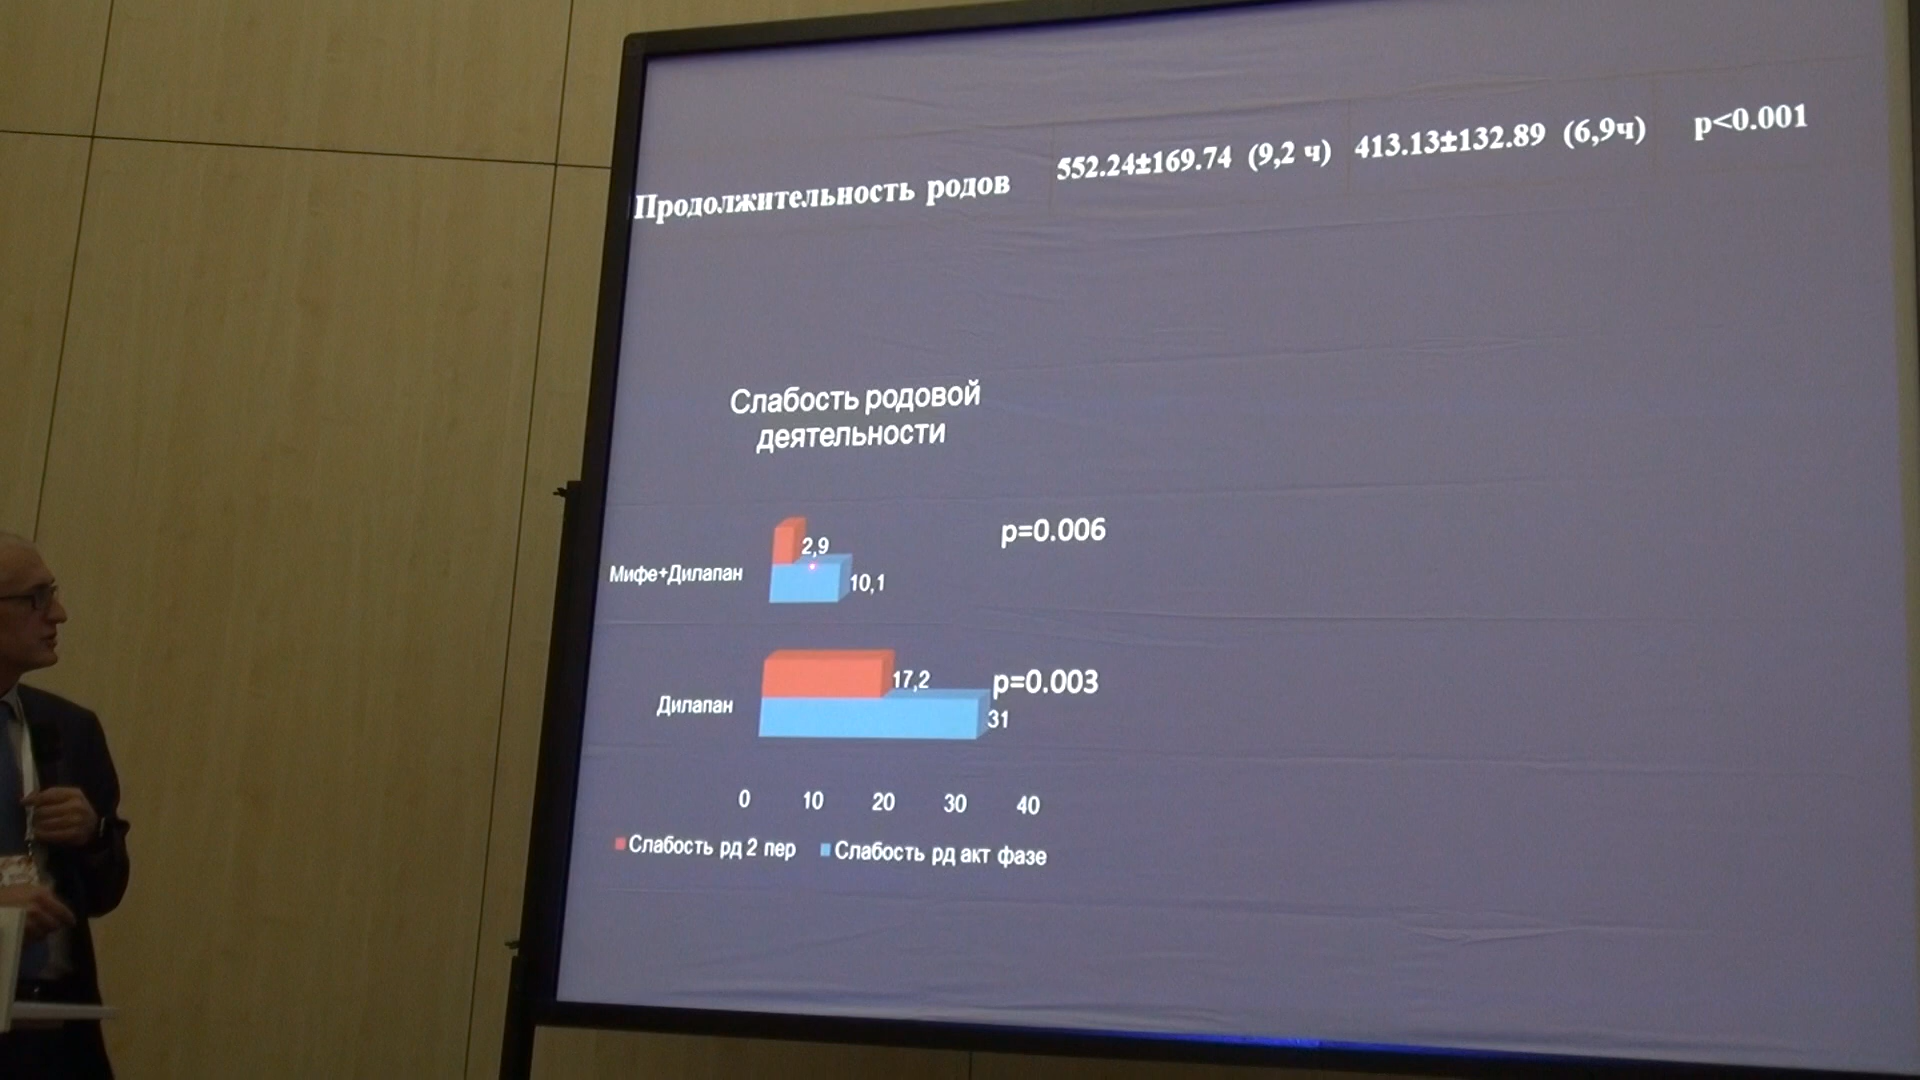 Продолжительность родов 552.24±169.74 (9,2 ч) 413.13±132.89 (6,9ч) p<0.001
Слабость родовой
деятельности
Мифе+Дилапан 2,9 10,1 p=0.006
Дилапан 17,2 31 p=0.003
0 10 20 30 40
Слабость рд 2 пер Слабость рд акт фазе